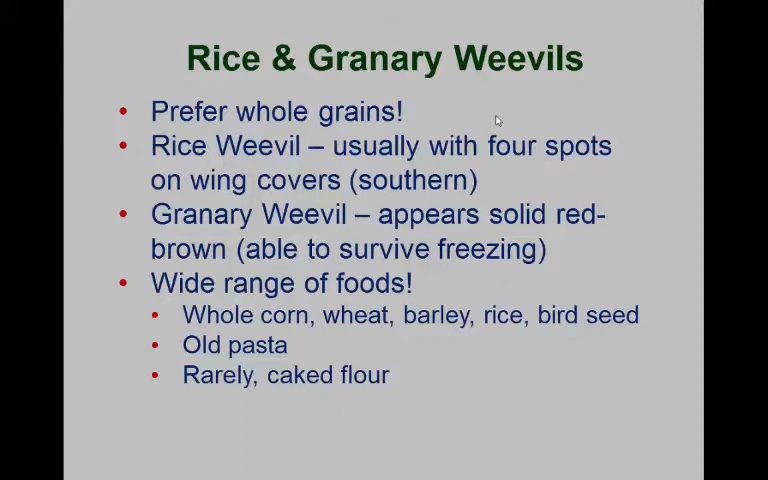 Rice & Granary Weevils
• Prefer whole grains!
• Rice Weevil – usually with four spots
on wing covers (southern)
• Granary Weevil – appears solid red-
brown (able to survive freezing)
• Wide range of foods!
• Whole corn, wheat, barley, rice, bird seed
• Old pasta
• Rarely, caked flour